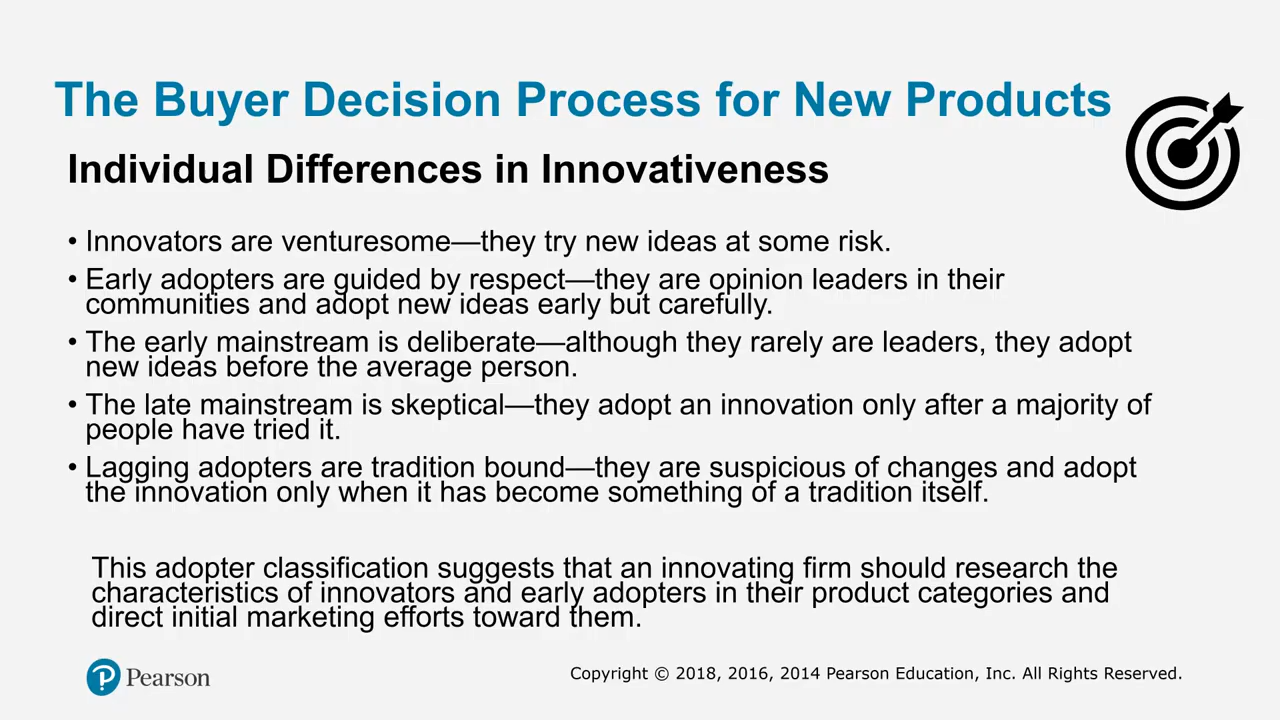 The Buyer Decision Process for New Products
Individual Differences in Innovativeness
• Innovators are venturesome—they try new ideas at some risk.
• Early adopters are guided by respect—they are opinion leaders in their
communities and adopt new ideas early but carefully.
• The early mainstream is deliberate—although they rarely are leaders, they adopt
new ideas before the average person.
• The late mainstream is skeptical—they adopt an innovation only after a majority of
people have tried it.
• Lagging adopters are tradition bound—they are suspicious of changes and adopt
the innovation only when it has become something of a tradition itself.
This adopter classification suggests that an innovating firm should research the
characteristics of innovators and early adopters in their product categories and
direct initial marketing efforts toward them.
P Pearson
Copyright © 2018, 2016, 2014 Pearson Education, Inc. All Rights Reserved.